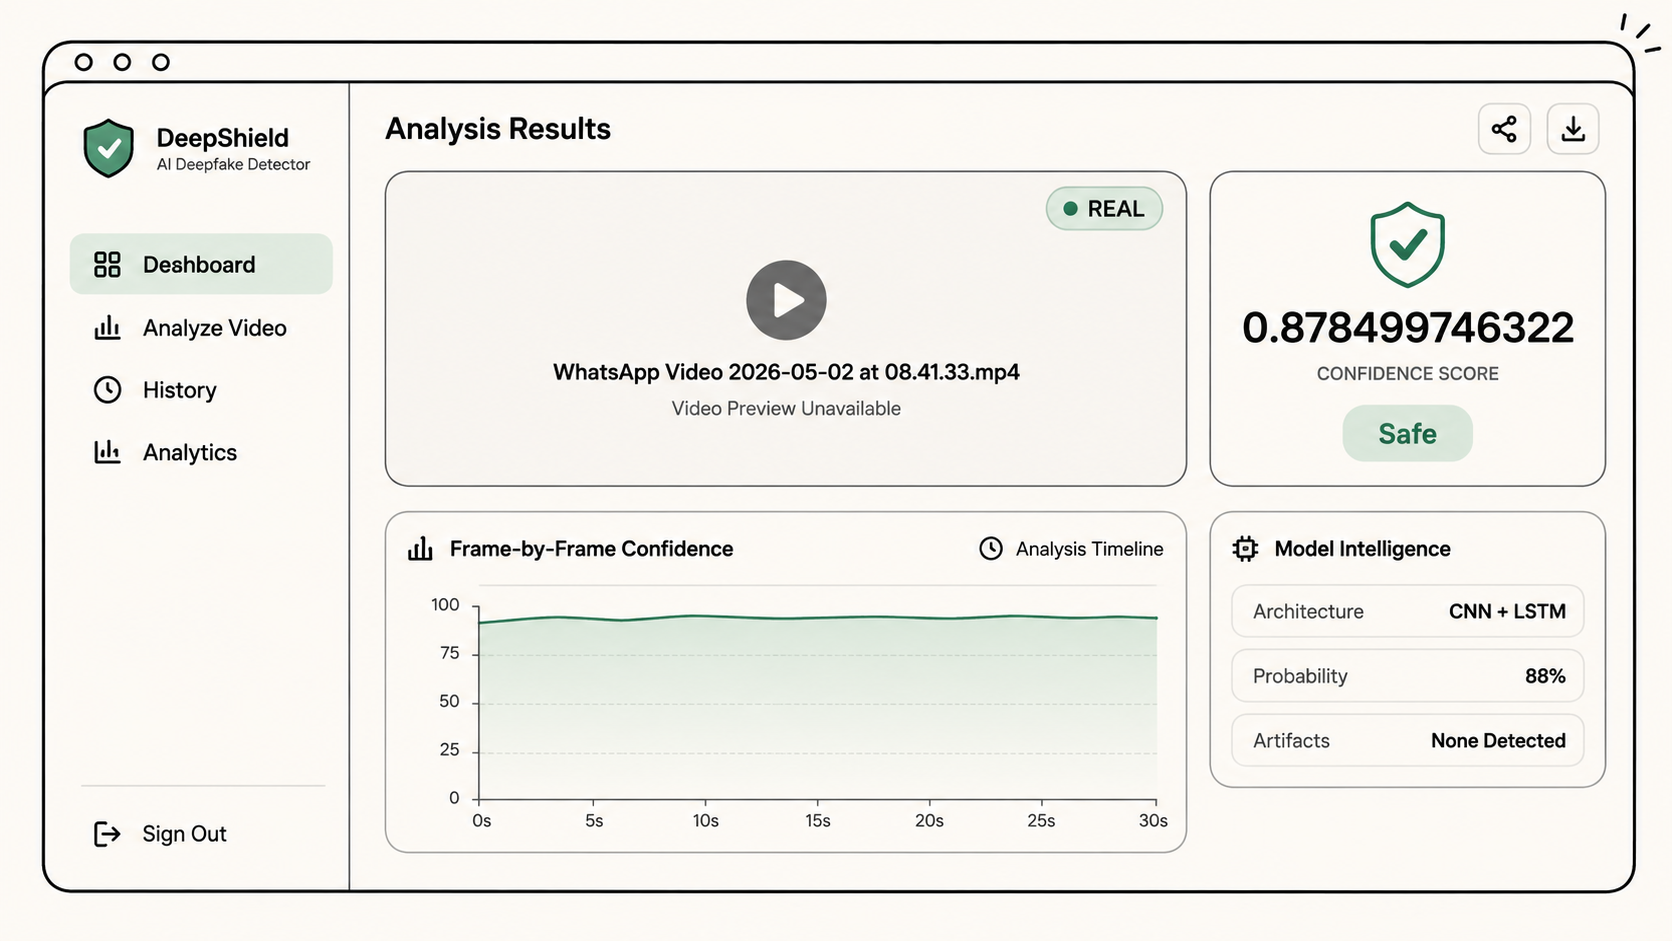 DeepShield
AI Deepfake Detector
Deshboard
Analyze Video
History
Analytics
Sign Out
Analysis Results
REAL
WhatsApp Video 2026-05-02 at 08.41.33.mp4
Video Preview Unavailable
0.878499746322
CONFIDENCE SCORE
Safe
Frame-by-Frame Confidence
Analysis Timeline
100
75
50
25
0
0s 5s 10s 15s 20s 25s 30s
Model Intelligence
Architecture CNN + LSTM
Probability 88%
Artifacts None Detected